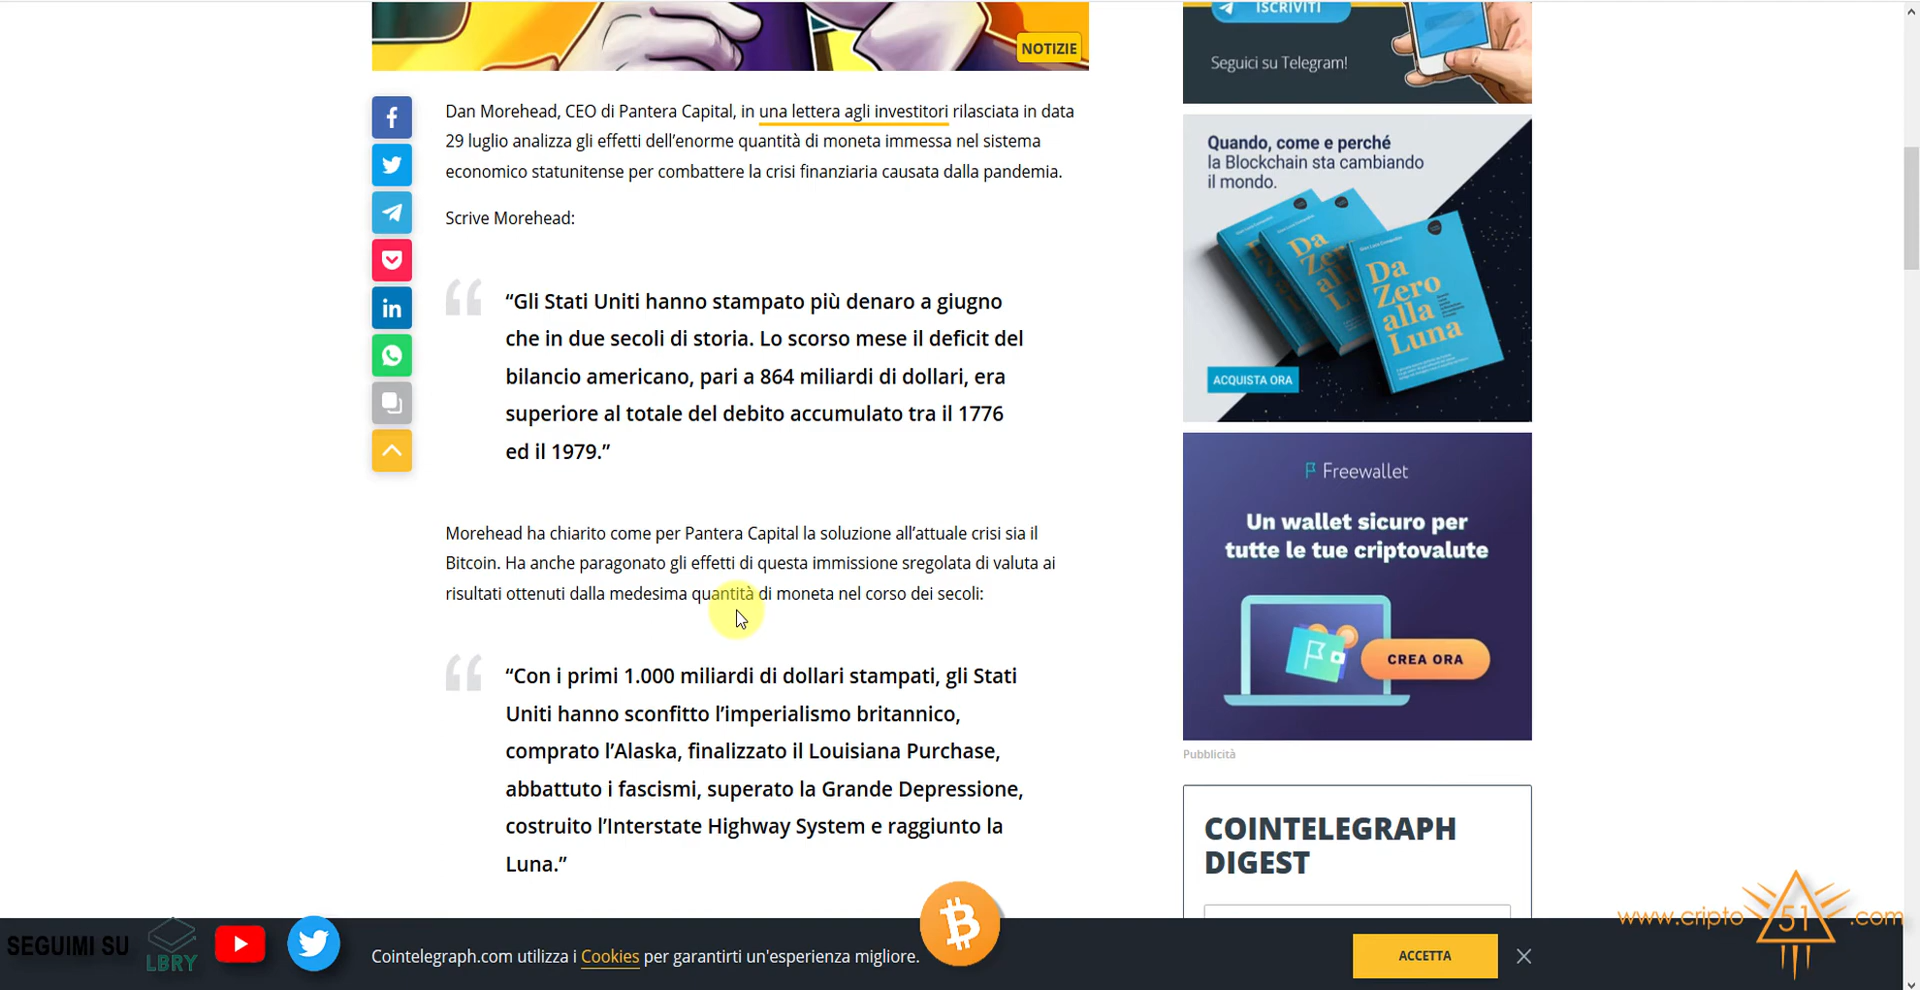 NOTIZIE
Dan Morehead, CEO di Pantera Capital, in una lettera agli investitori rilasciata in data
29 luglio analizza gli effetti dell’enorme quantità di moneta immessa nel sistema
economico statunitense per combattere la crisi finanziaria causata dalla pandemia.
Scrive Morehead:
“Gli Stati Uniti hanno stampato più denaro a giugno
che in due secoli di storia. Lo scorso mese il deficit del
bilancio americano, pari a 864 miliardi di dollari, era
superiore al totale del debito accumulato tra il 1776
ed il 1979.”
Morehead ha chiarito come per Pantera Capital la soluzione all’attuale crisi sia il
Bitcoin. Ha anche paragonato gli effetti di questa immissione sregolata di valuta ai
risultati ottenuti dalla medesima quantità di moneta nel corso dei secoli:
“Con i primi 1.000 miliardi di dollari stampati, gli Stati
Uniti hanno sconfitto l’imperialismo britannico,
comprato l’Alaska, finalizzato il Louisiana Purchase,
abbattuto i fascismi, superato la Grande Depressione,
costruito l’Interstate Highway System e raggiunto la
Luna.”
ISCRIVITI
Seguici su Telegram!
Quando, come e perché
la Blockchain sta cambiando
il mondo.
Da
Zero
alla
Luna
ACQUISTA ORA
Freewallet
Un wallet sicuro per
tutte le tue criptovalute
CREA ORA
Pubblicità
COINTELEGRAPH
DIGEST
SEGUIMI SU
LBRY
Cointelegraph.com utilizza i Cookies per garantirti un'esperienza migliore.
ACCETTA
www.cripto 51 .com